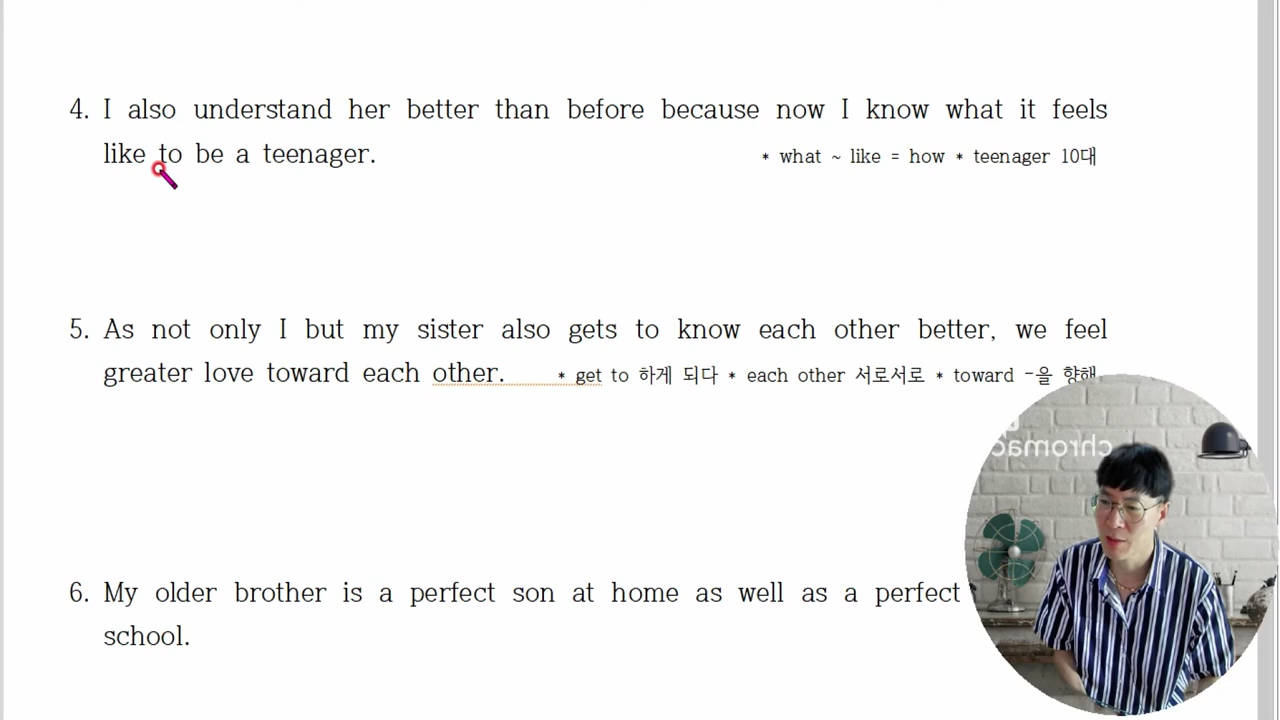 4. I also understand her better than before because now I know what it feels
like to be a teenager. * what ~ like = how * teenager 10대
5. As not only I but my sister also gets to know each other better, we feel
greater love toward each other. * get to 하게 되다 * each other 서로서로 * toward -을 향해
6. My older brother is a perfect son at home as well as a perfect
school.